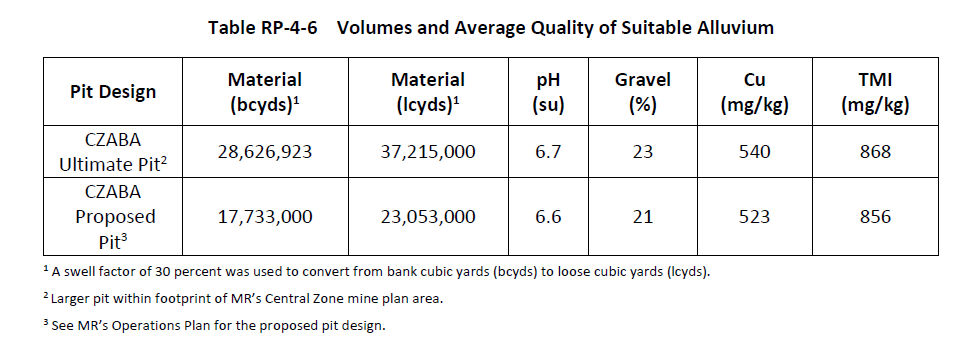 Table RP-4-6 Volumes and Average Quality of Suitable Alluvium
Pit Design Material (bcyds)¹ Material (lcyds)¹ pH (su) Gravel (%) Cu (mg/kg) TMI (mg/kg)
CZABA Ultimate Pit² 28,626,923 37,215,000 6.7 23 540 868
CZABA Proposed Pit³ 17,733,000 23,053,000 6.6 21 523 856
¹ A swell factor of 30 percent was used to convert from bank cubic yards (bcyds) to loose cubic yards (lcyds).
² Larger pit within footprint of MR's Central Zone mine plan area.
³ See MR's Operations Plan for the proposed pit design.